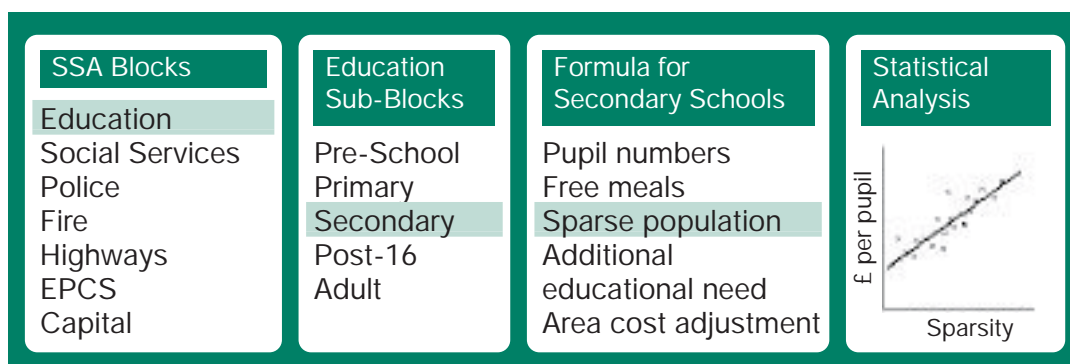 SSA Blocks
Education
Social Services
Police
Fire
Highways
EPCS
Capital
Education
Sub-Blocks
Pre-School
Primary
Secondary
Post-16
Adult
Formula for
Secondary Schools
Pupil numbers
Free meals
Sparse population
Additional
educational need
Area cost adjustment
Statistical
Analysis
£ per pupil
Sparsity